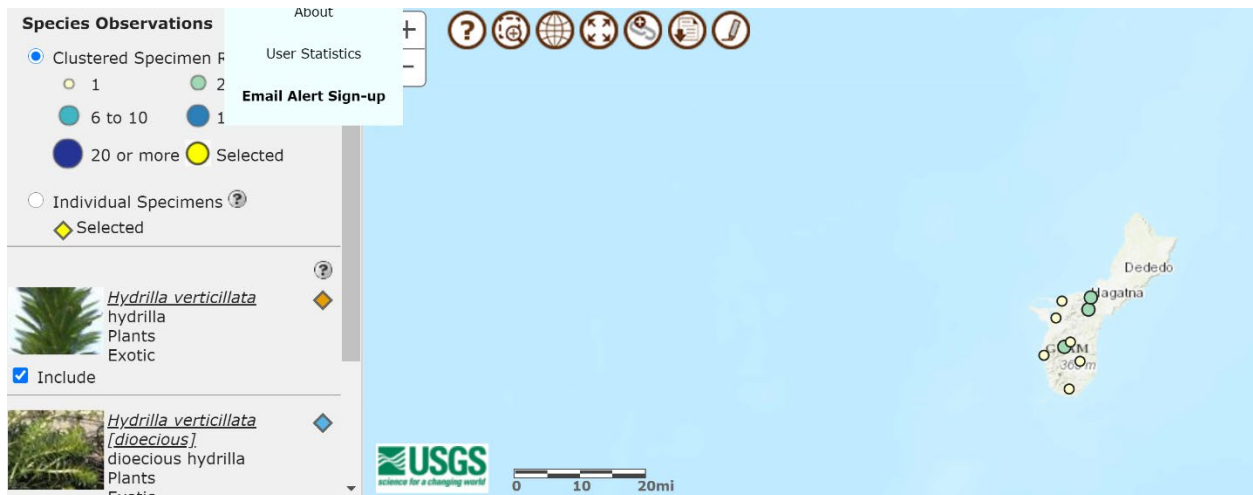 Species Observations
Clustered Specimen R
1
2
6 to 10
1
20 or more
Selected
Individual Specimens ?
Selected
?
Hydrilla verticillata
hydrilla
Plants
Exotic
Include
Hydrilla verticillata
[dioecious]
dioecious hydrilla
Plants
Exotic
About
User Statistics
Email Alert Sign-up
+
−
?
Dededo
Hagatna
USGS
science for a changing world
0 10 20mi